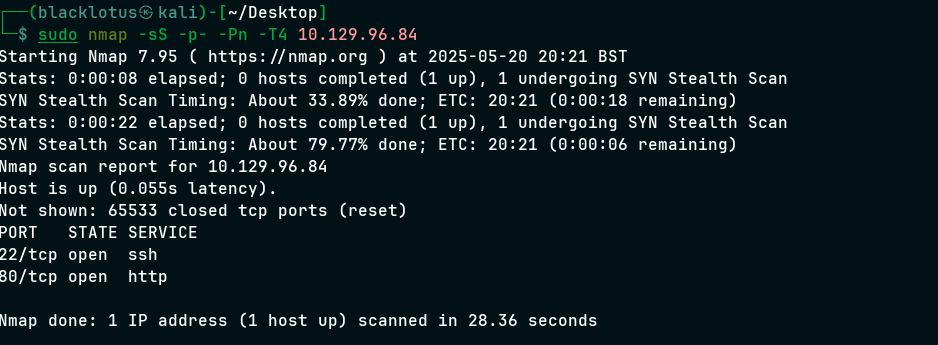 ┌──(blacklotus㉿kali)-[~/Desktop]
└─$ sudo nmap -sS -p- -Pn -T4 10.129.96.84
Starting Nmap 7.95 ( https://nmap.org ) at 2025-05-20 20:21 BST
Stats: 0:00:08 elapsed; 0 hosts completed (1 up), 1 undergoing SYN Stealth Scan
SYN Stealth Scan Timing: About 33.89% done; ETC: 20:21 (0:00:18 remaining)
Stats: 0:00:22 elapsed; 0 hosts completed (1 up), 1 undergoing SYN Stealth Scan
SYN Stealth Scan Timing: About 79.77% done; ETC: 20:21 (0:00:06 remaining)
Nmap scan report for 10.129.96.84
Host is up (0.055s latency).
Not shown: 65533 closed tcp ports (reset)
PORT   STATE SERVICE
22/tcp open  ssh
80/tcp open  http
Nmap done: 1 IP address (1 host up) scanned in 28.36 seconds